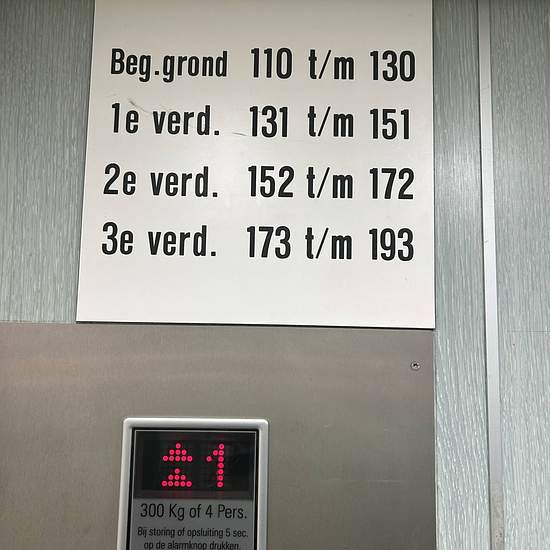 Beg.grond 110 t/m 130
1e verd. 131 t/m 151
2e verd. 152 t/m 172
3e verd. 173 t/m 193
1
300 Kg of 4 Pers.
Bij storing of opsluiting 5 sec.
op de alarmknop drukken.